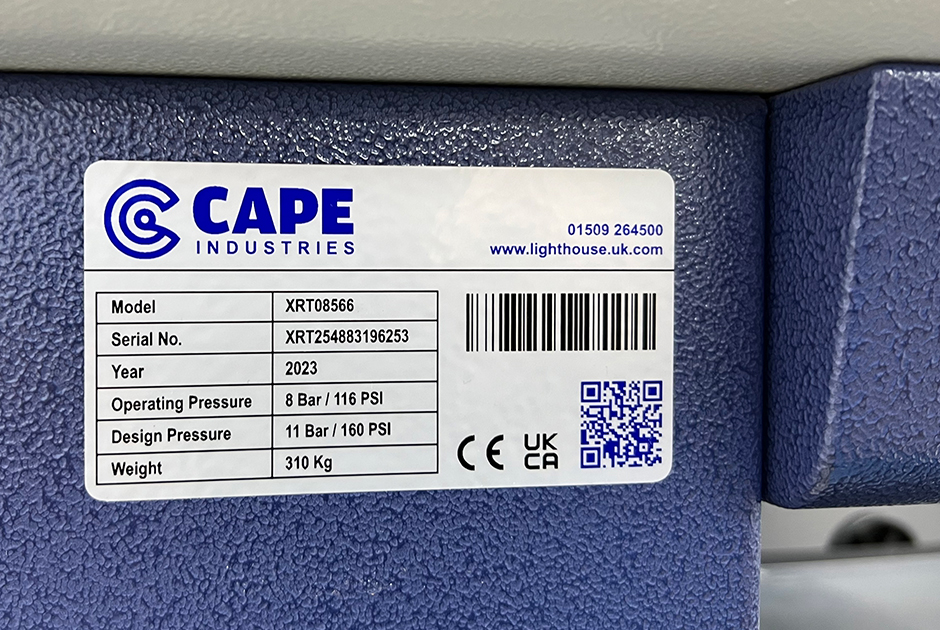 CAPE
INDUSTRIES
01509 264500
www.lighthouse.uk.com
Model XRT08566
Serial No. XRT254883196253
Year 2023
Operating Pressure 8 Bar / 116 PSI
Design Pressure 11 Bar / 160 PSI
Weight 310 Kg
CE UK
CA